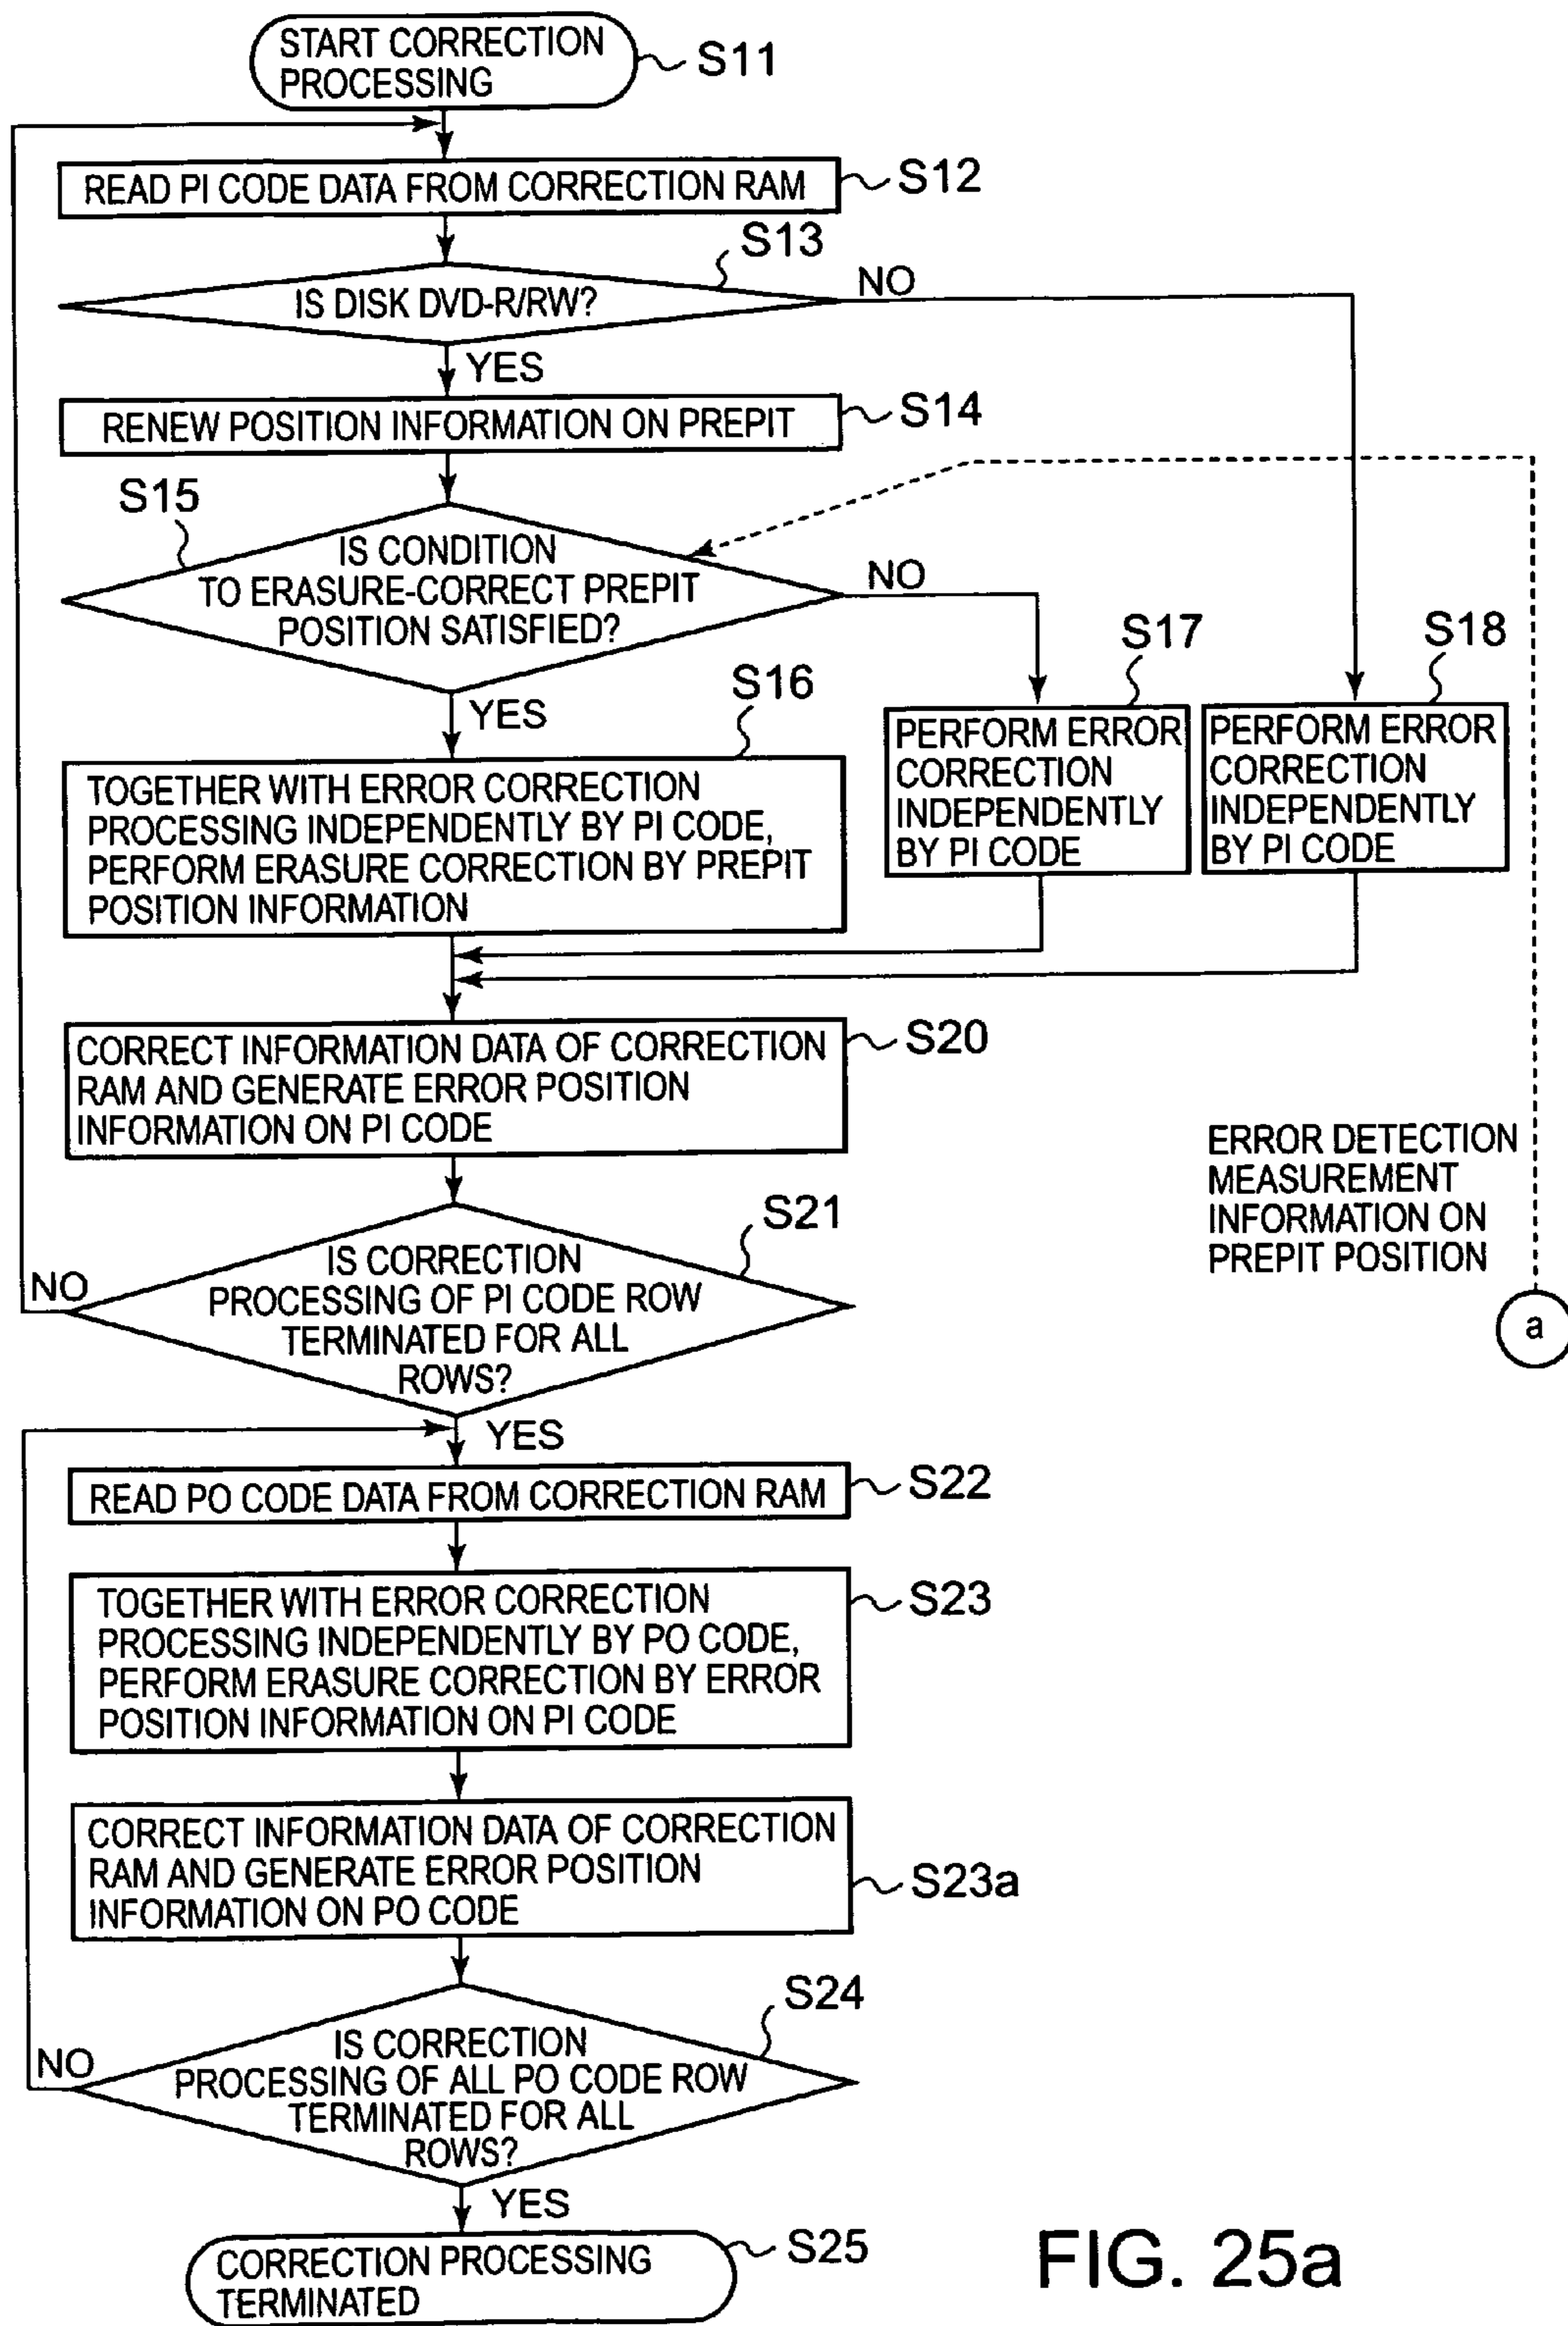 START CORRECTION
PROCESSING
S11
READ PI CODE DATA FROM CORRECTION RAM
S12
S13
IS DISK DVD-R/RW?
NO
YES
RENEW POSITION INFORMATION ON PREPIT
S14
S15
IS CONDITION
TO ERASURE-CORRECT PREPIT
POSITION SATISFIED?
NO
YES
S16
TOGETHER WITH ERROR CORRECTION
PROCESSING INDEPENDENTLY BY PI CODE,
PERFORM ERASURE CORRECTION BY PREPIT
POSITION INFORMATION
S17
PERFORM ERROR
CORRECTION
INDEPENDENTLY
BY PI CODE
S18
PERFORM ERROR
CORRECTION
INDEPENDENTLY
BY PI CODE
CORRECT INFORMATION DATA OF CORRECTION
RAM AND GENERATE ERROR POSITION
INFORMATION ON PI CODE
S20
ERROR DETECTION
MEASUREMENT
INFORMATION ON
PREPIT POSITION
a
S21
IS CORRECTION
PROCESSING OF PI CODE ROW
TERMINATED FOR ALL
ROWS?
NO
YES
READ PO CODE DATA FROM CORRECTION RAM
S22
TOGETHER WITH ERROR CORRECTION
PROCESSING INDEPENDENTLY BY PO CODE,
PERFORM ERASURE CORRECTION BY ERROR
POSITION INFORMATION ON PI CODE
S23
CORRECT INFORMATION DATA OF CORRECTION
RAM AND GENERATE ERROR POSITION
INFORMATION ON PO CODE
S23a
S24
IS CORRECTION
PROCESSING OF ALL PO CODE ROW
TERMINATED FOR ALL
ROWS?
NO
YES
CORRECTION PROCESSING
TERMINATED
S25
FIG. 25a